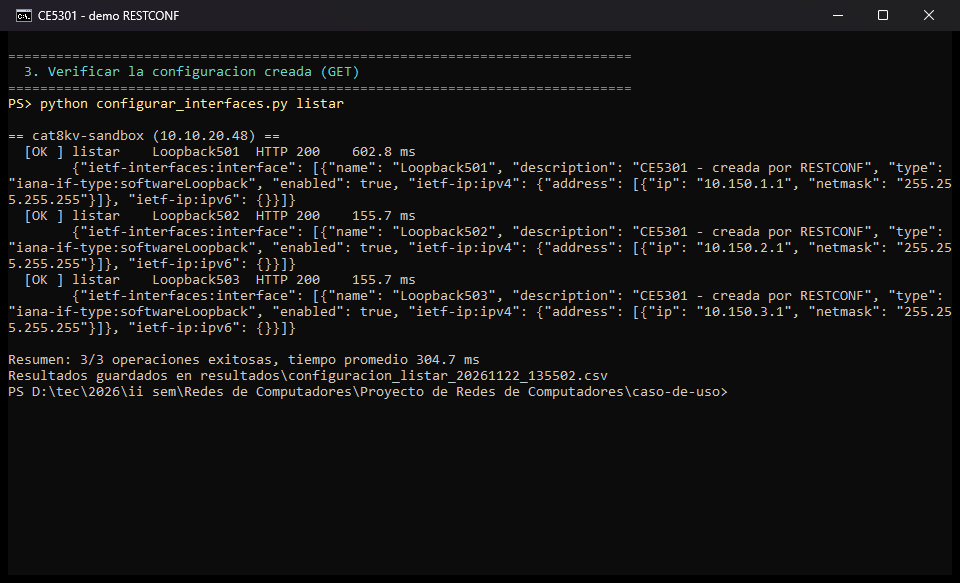 CE5301 - demo RESTCONF
==============================================================================
3. Verificar la configuracion creada (GET)
==============================================================================
PS> python configurar_interfaces.py listar
== cat8kv-sandbox (10.10.20.48) ==
[OK ] listar    Loopback501  HTTP 200    602.8 ms
{"ietf-interfaces:interface": [{"name": "Loopback501", "description": "CE5301 - creada por RESTCONF", "type":
"iana-if-type:softwareLoopback", "enabled": true, "ietf-ip:ipv4": {"address": [{"ip": "10.150.1.1", "netmask": "255.25
5.255.255"}]}, "ietf-ip:ipv6": {}}]}
[OK ] listar    Loopback502  HTTP 200    155.7 ms
{"ietf-interfaces:interface": [{"name": "Loopback502", "description": "CE5301 - creada por RESTCONF", "type":
"iana-if-type:softwareLoopback", "enabled": true, "ietf-ip:ipv4": {"address": [{"ip": "10.150.2.1", "netmask": "255.25
5.255.255"}]}, "ietf-ip:ipv6": {}}]}
[OK ] listar    Loopback503  HTTP 200    155.7 ms
{"ietf-interfaces:interface": [{"name": "Loopback503", "description": "CE5301 - creada por RESTCONF", "type":
"iana-if-type:softwareLoopback", "enabled": true, "ietf-ip:ipv4": {"address": [{"ip": "10.150.3.1", "netmask": "255.25
5.255.255"}]}, "ietf-ip:ipv6": {}}]}
Resumen: 3/3 operaciones exitosas, tiempo promedio 304.7 ms
Resultados guardados en resultados\configuracion_listar_20261122_135502.csv
PS D:\tec\2026\ii sem\Redes de Computadores\Proyecto de Redes de Computadores\caso-de-uso>